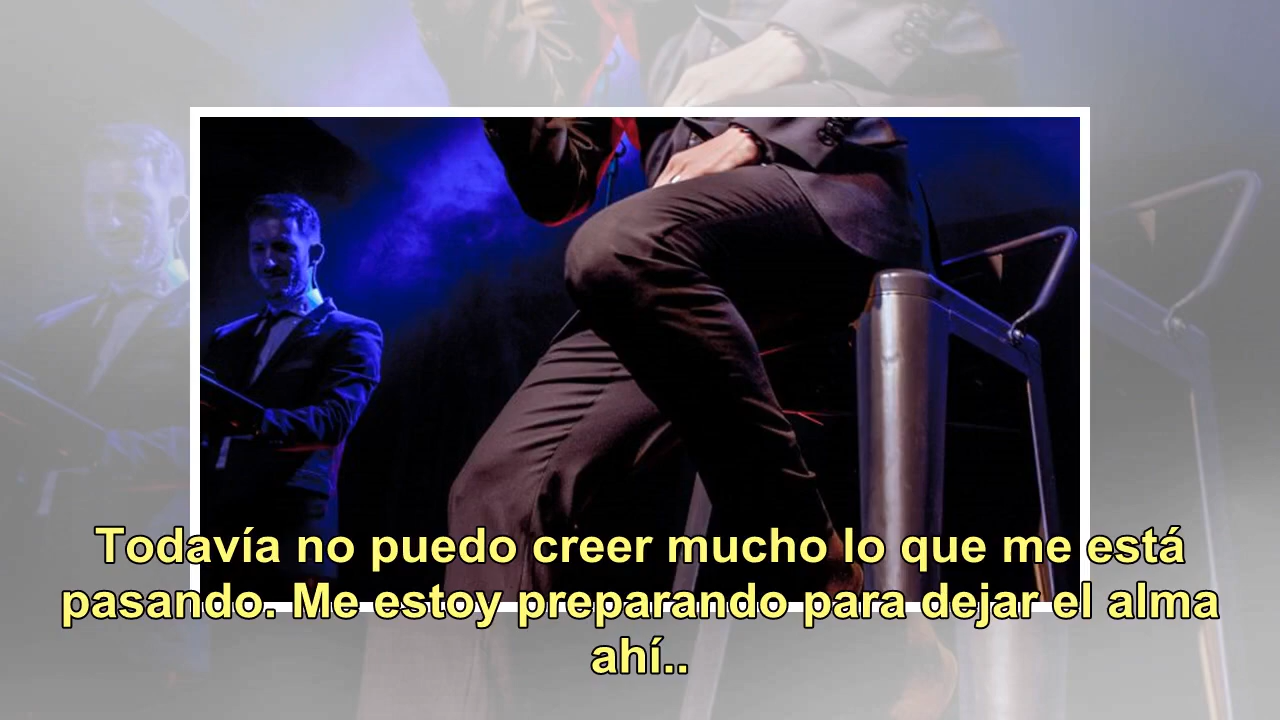 Todavía no puedo creer mucho lo que me está
pasando. Me estoy preparando para dejar el alma
ahí..